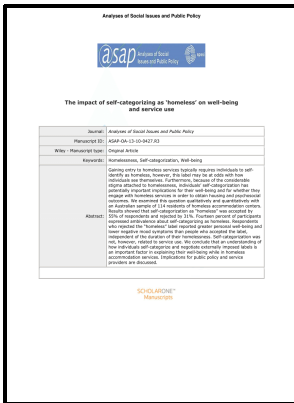 Analyses of Social Issues and Public Policy
asap Analyses of Social
Issues and Public Policy
The impact of self-categorizing as 'homeless' on well-being
and service use
Journal: Analyses of Social Issues and Public Policy
Manuscript ID: ASAP-OA-13-10-0427.R3
Wiley - Manuscript type: Original Article
Keywords: Homelessness, Self-categorization, Well-being
Abstract:
Gaining entry to homeless services typically requires individuals to self-
identify as homeless, however, this label may be at odds with how
individuals see themselves. Furthermore, because of the considerable
stigma attached to homelessness, individuals' self-categorization has
potentially important implications for their well-being and for whether they
engage with homeless services in order to obtain housing and psychosocial
outcomes. We examined this question qualitatively and quantitatively with
an Australian sample of 114 residents of homeless accommodation centers.
Results showed that self-categorization as "homeless" was accepted by
55% of respondents and rejected by 31%. Fourteen percent of participants
expressed ambivalence about self-categorizing as homeless. Respondents
who rejected the "homeless" label reported greater personal well-being and
lower negative mood symptoms than people who accepted the label,
independent of the duration of their homelessness. Self-categorization was
not, however, related to service use. We conclude that an understanding of
how individuals self-categorize and negotiate externally imposed labels is
an important factor in explaining their well-being while in homeless
accommodation services. Implications for public policy and service
providers are discussed.
SCHOLARONE™
Manuscripts